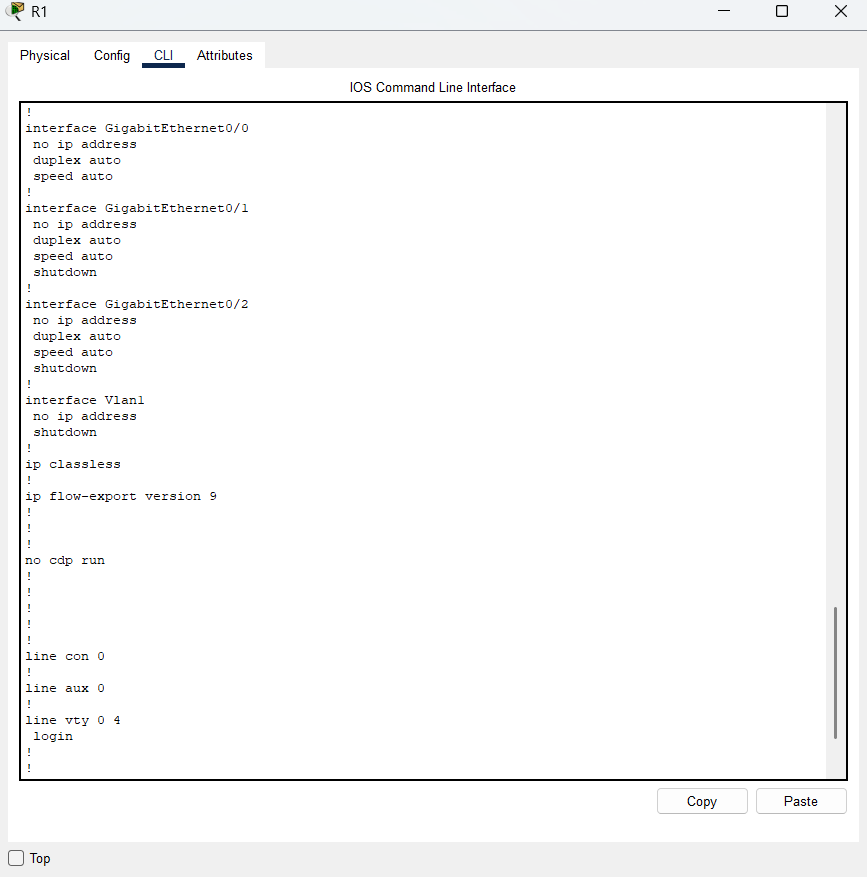 R1
Physical Config CLI Attributes
IOS Command Line Interface
!
interface GigabitEthernet0/0
 no ip address
 duplex auto
 speed auto
!
interface GigabitEthernet0/1
 no ip address
 duplex auto
 speed auto
 shutdown
!
interface GigabitEthernet0/2
 no ip address
 duplex auto
 speed auto
 shutdown
!
interface Vlan1
 no ip address
 shutdown
!
ip classless
!
ip flow-export version 9
!
!
!
no cdp run
!
!
!
!
!
line con 0
!
line aux 0
!
line vty 0 4
 login
!
!
Copy Paste
Top